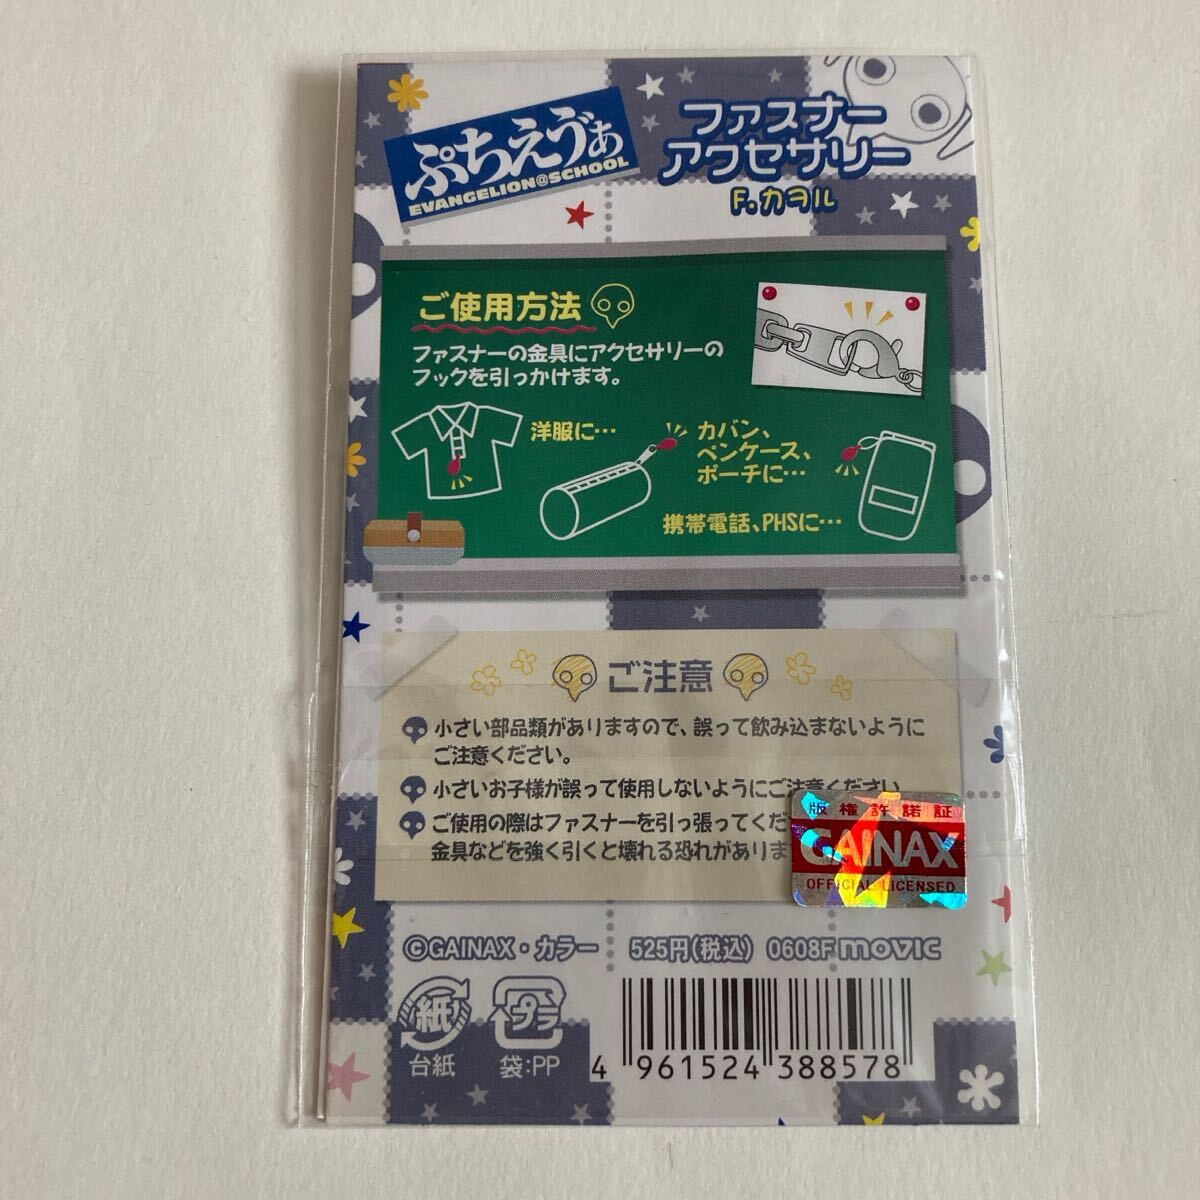 ぷちえゔぁ
EVANGELION@SCHOOL
ファスナー
アクセサリー
F.カヲル
ご使用方法
ファスナーの金具にアクセサリーの
フックを引っかけます。
洋服に…
カバン、
ペンケース、
ポーチに…
携帯電話、PHSに…
ご注意
小さい部品類がありますので、誤って飲み込まないように
ご注意ください。
小さいお子様が誤って使用しないようにご注意ください
ご使用の際はファスナーを引っ張ってくだ
金具などを強く引くと壊れる恐れがありま
版権許諾証
GAINAX
OFFICIAL LICENSED
©GAINAX・カラー 525円(税込) 0608F movic
紙
台紙
プラ
袋:PP
4 961524 388578